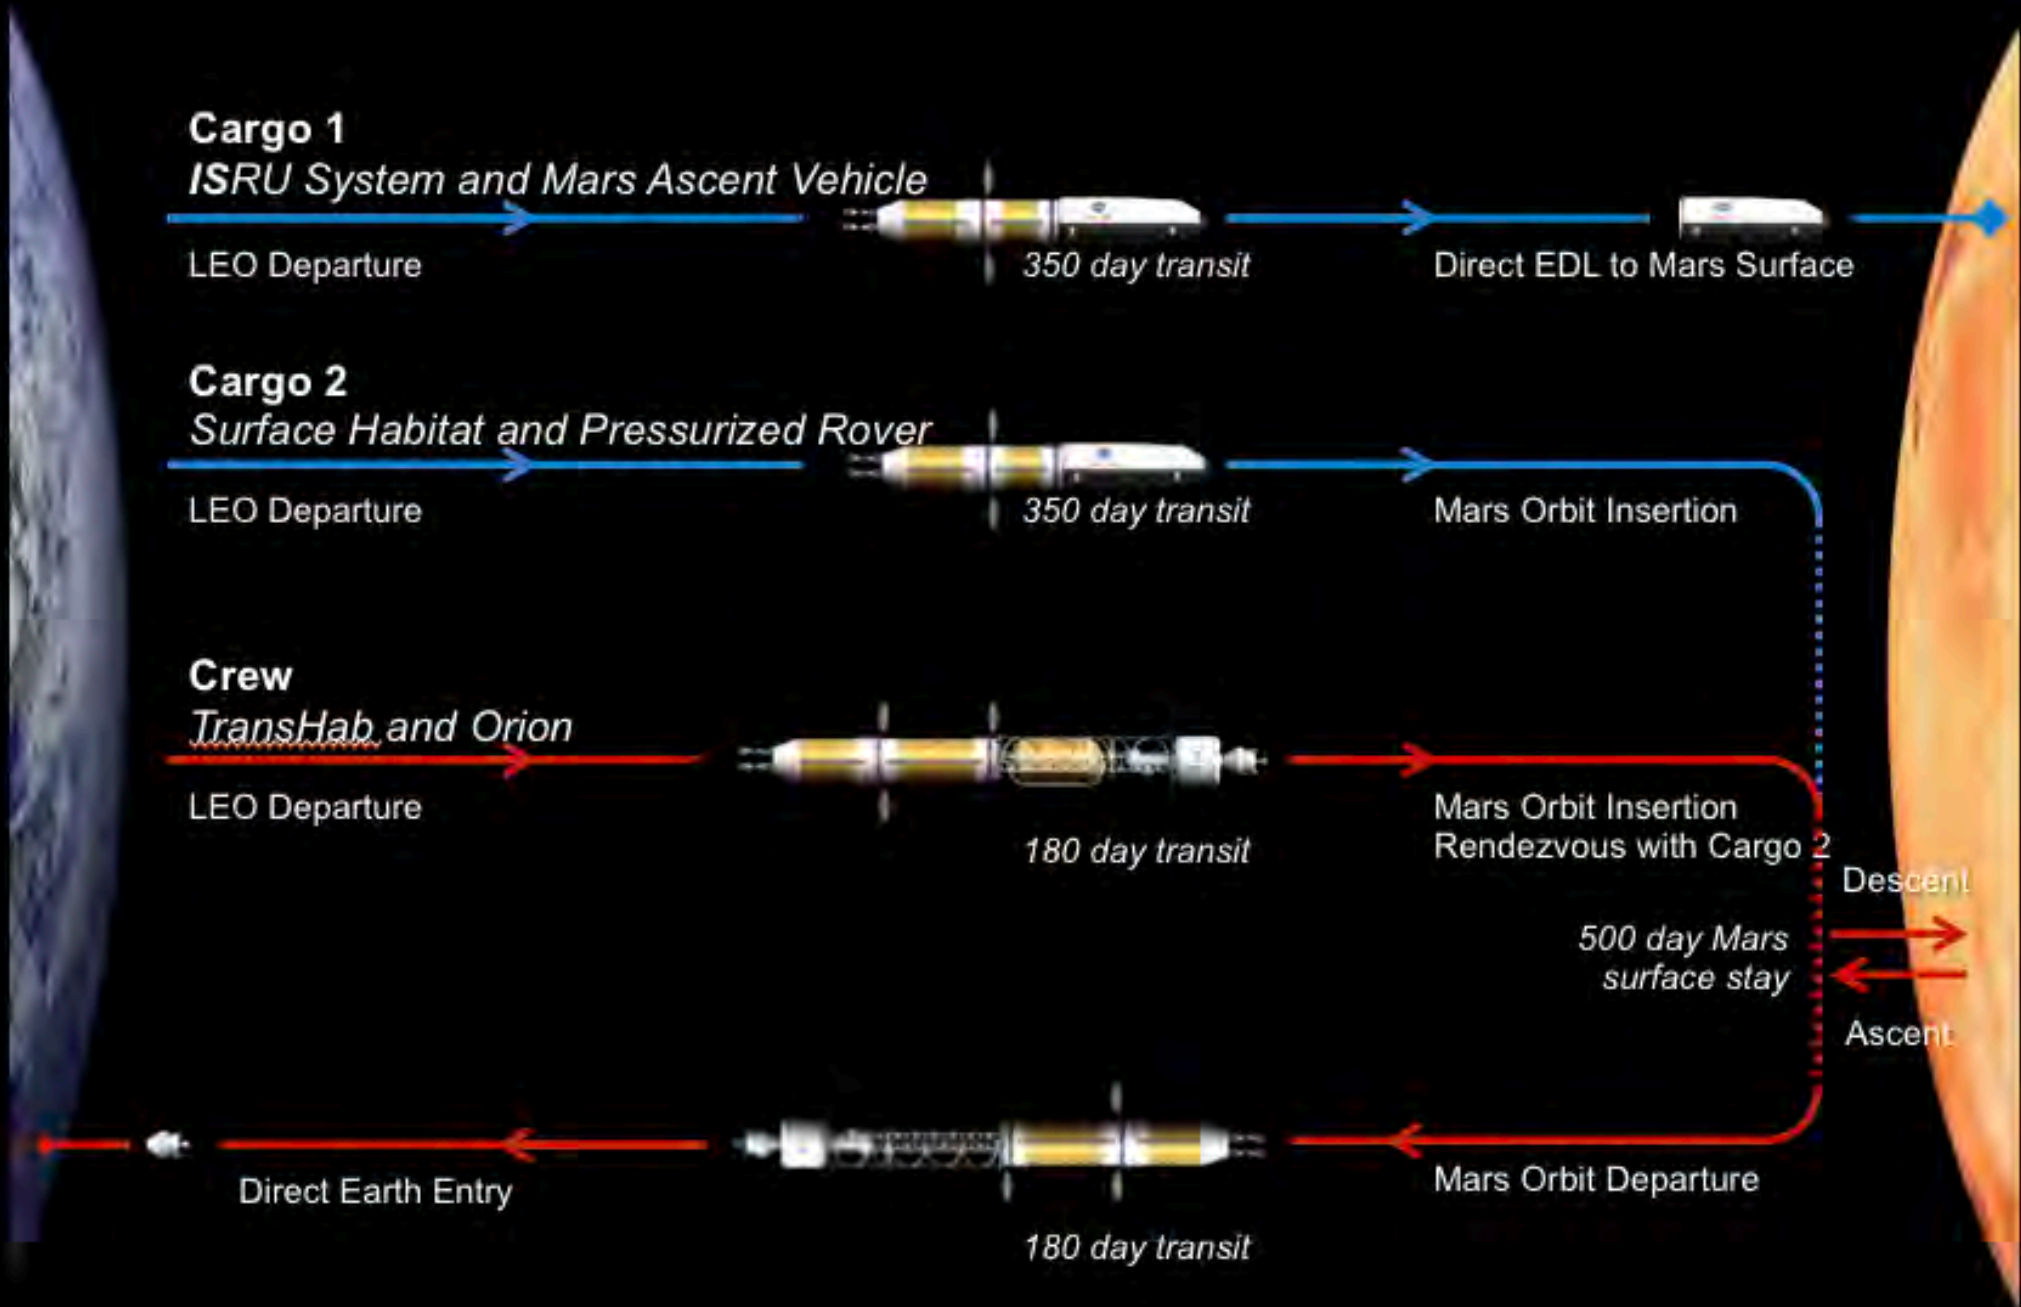 Cargo 1
ISRU System and Mars Ascent Vehicle
LEO Departure
350 day transit
Direct EDL to Mars Surface
Cargo 2
Surface Habitat and Pressurized Rover
LEO Departure
350 day transit
Mars Orbit Insertion
Crew
TransHab and Orion
LEO Departure
180 day transit
Mars Orbit Insertion
Rendezvous with Cargo 2
Descent
500 day Mars
surface stay
Ascent
Direct Earth Entry
Mars Orbit Departure
180 day transit